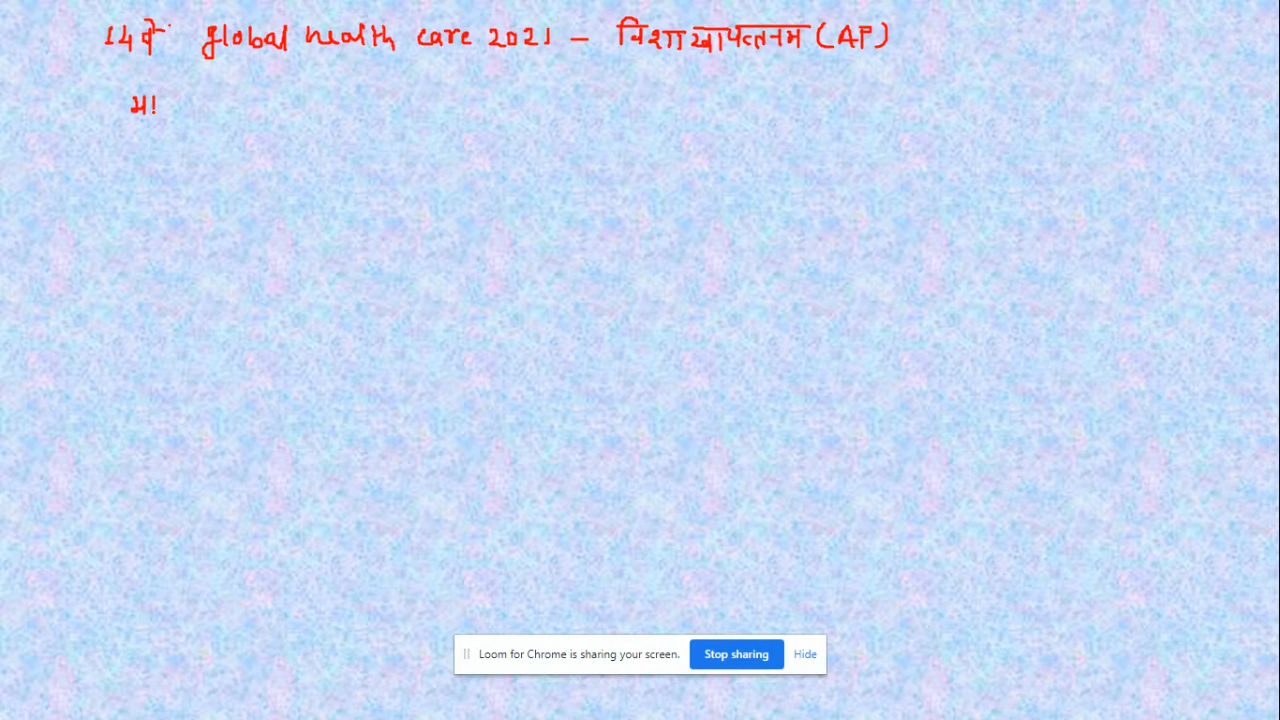 14वें global health care 2021 – विशाखापत्तनम (AP)
Loom for Chrome is sharing your screen. Stop sharing Hide